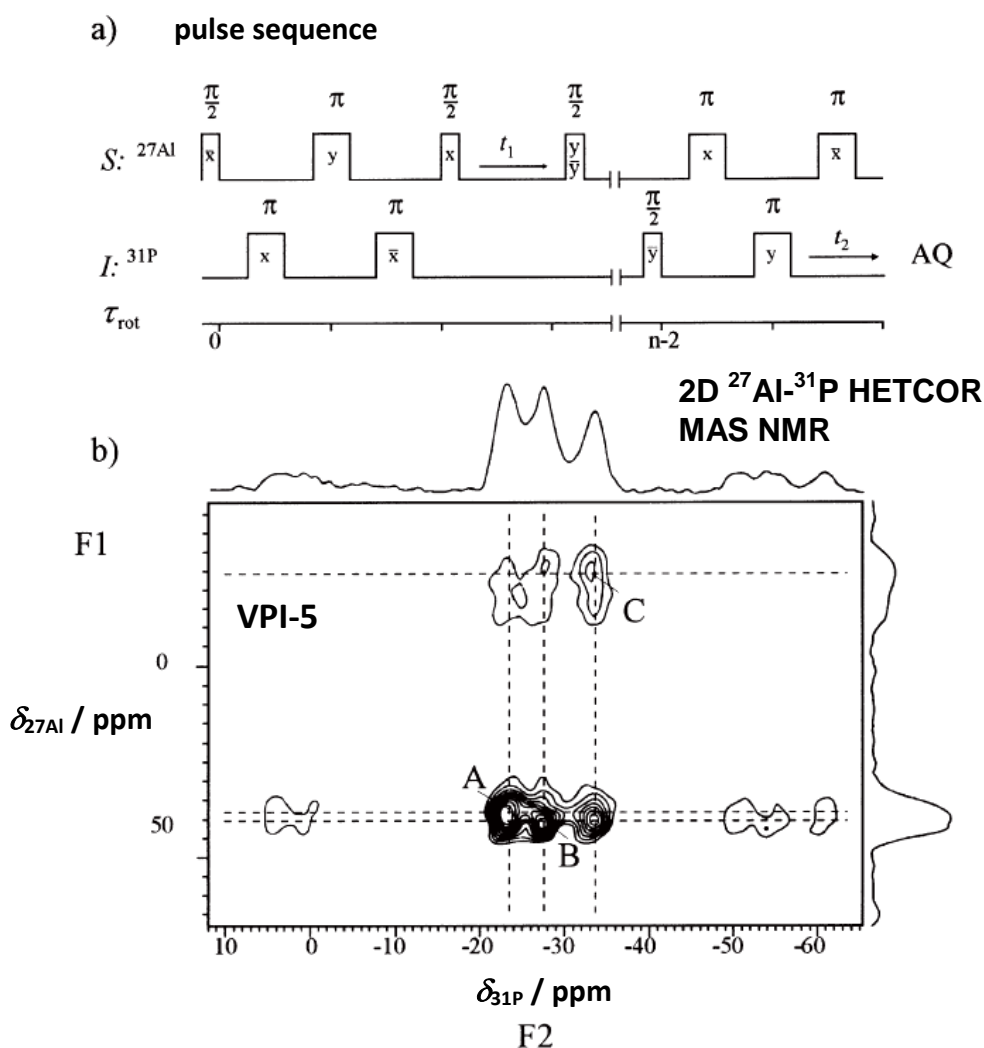 a) pulse sequence
π/2 π π/2 π/2 π π
S: ²⁷Al x̄ y x t₁ y ȳ x x̄
π π π/2 π
I: ³¹P x x̄ ȳ y t₂ AQ
τrot
0 n-2
2D ²⁷Al-³¹P HETCOR
MAS NMR
b)
F1
VPI-5
C
0
δ27Al / ppm
A
50
B
10 0 -10 -20 -30 -40 -50 -60
δ31P / ppm
F2